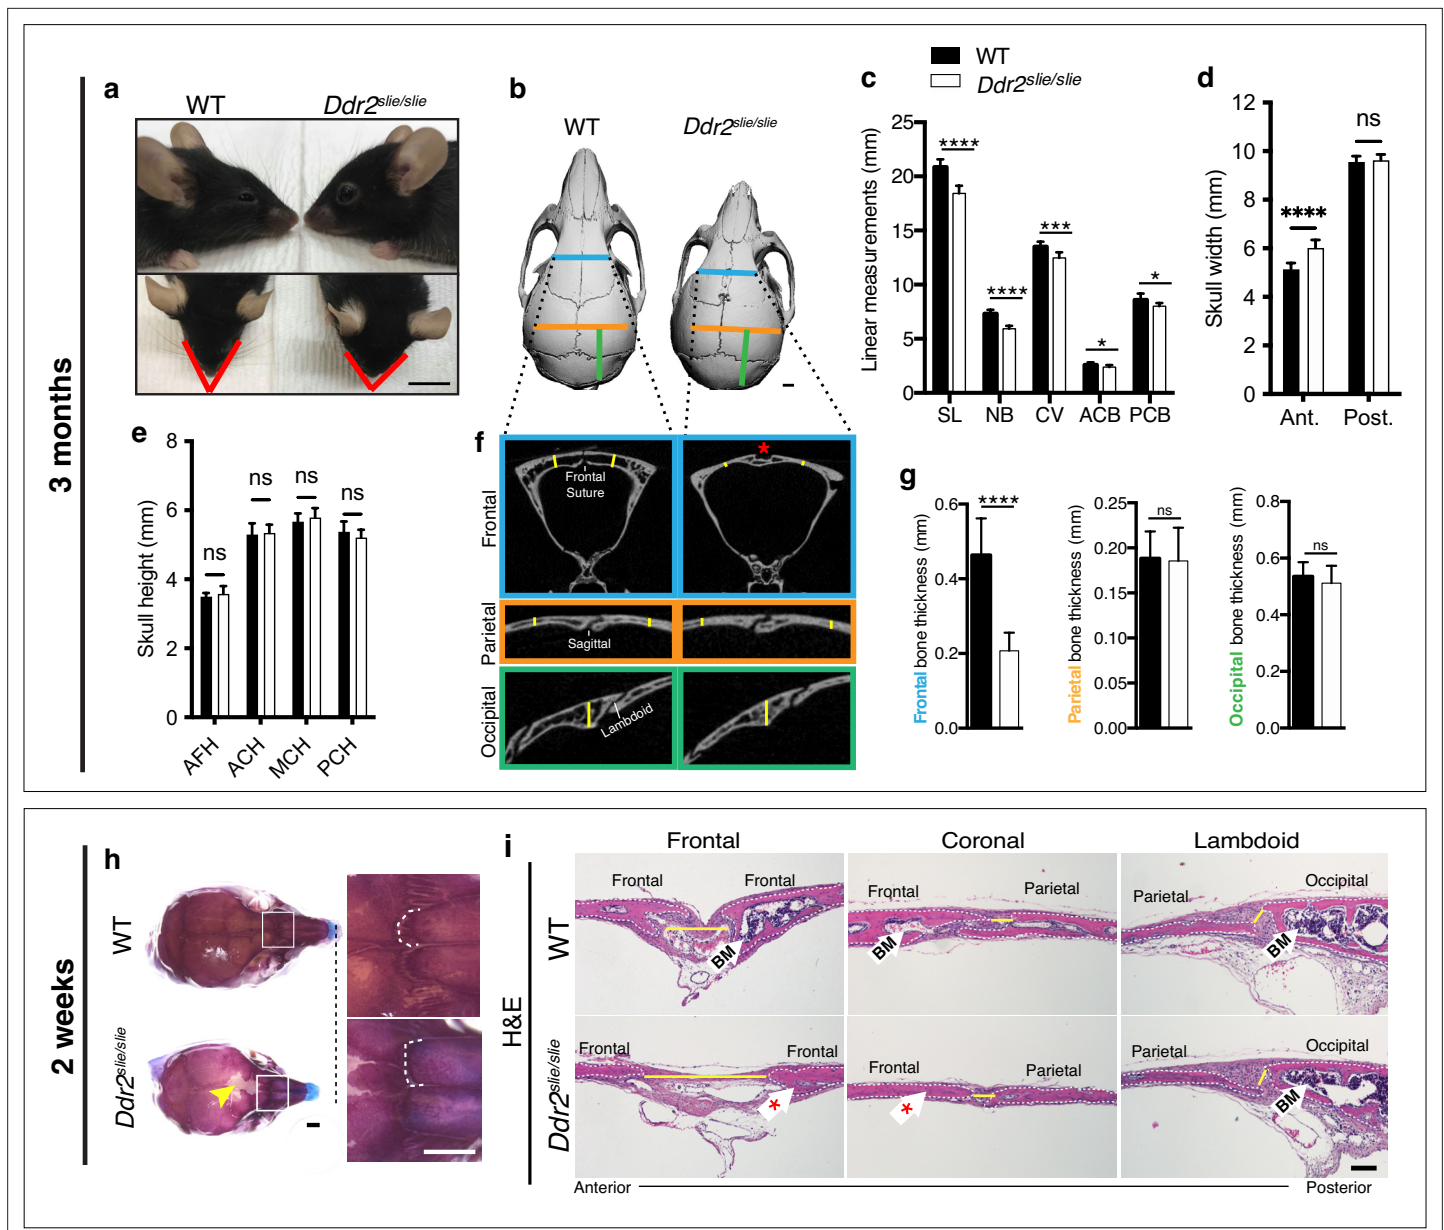 3 months
a
WT
Ddr2slie/slie
b
WT
Ddr2slie/slie
WT
Ddr2slie/slie
c
Linear measurements (mm)
25
20
15
10
5
0
****
****
***
*
*
SL NB CV ACB PCB
d
Skull width (mm)
12
10
8
6
4
2
0
****
ns
Ant. Post.
e
Skull height (mm)
8
6
4
2
0
ns
ns
ns
ns
AFH ACH MCH PCH
f
Frontal
Frontal
Suture
*
Parietal
Sagittal
Occipital
Lambdoid
g
Frontal bone thickness (mm)
0.6
0.4
0.2
0.0
****
Parietal bone thickness (mm)
0.25
0.20
0.15
0.10
0.05
0.00
ns
Occipital bone thickness (mm)
0.8
0.6
0.4
0.2
0.0
ns
2 weeks
h
WT
Ddr2slie/slie
i
H&E
Frontal Coronal Lambdoid
WT
Frontal Frontal
BM
Frontal Parietal
BM
Parietal Occipital
BM
Ddr2slie/slie
Frontal Frontal
*
Frontal Parietal
*
Parietal Occipital
BM
Anterior Posterior